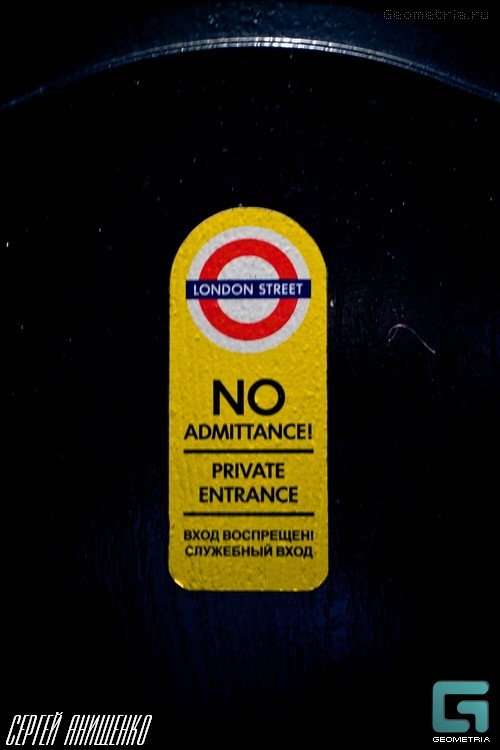 Geometria.ru
LONDON STREET
NO
ADMITTANCE!
PRIVATE
ENTRANCE
ВХОД ВОСПРЕЩЕН!
СЛУЖЕБНЫЙ ВХОД
СЕРГЕЙ АНИЩЕНКО
GEOMETRIA